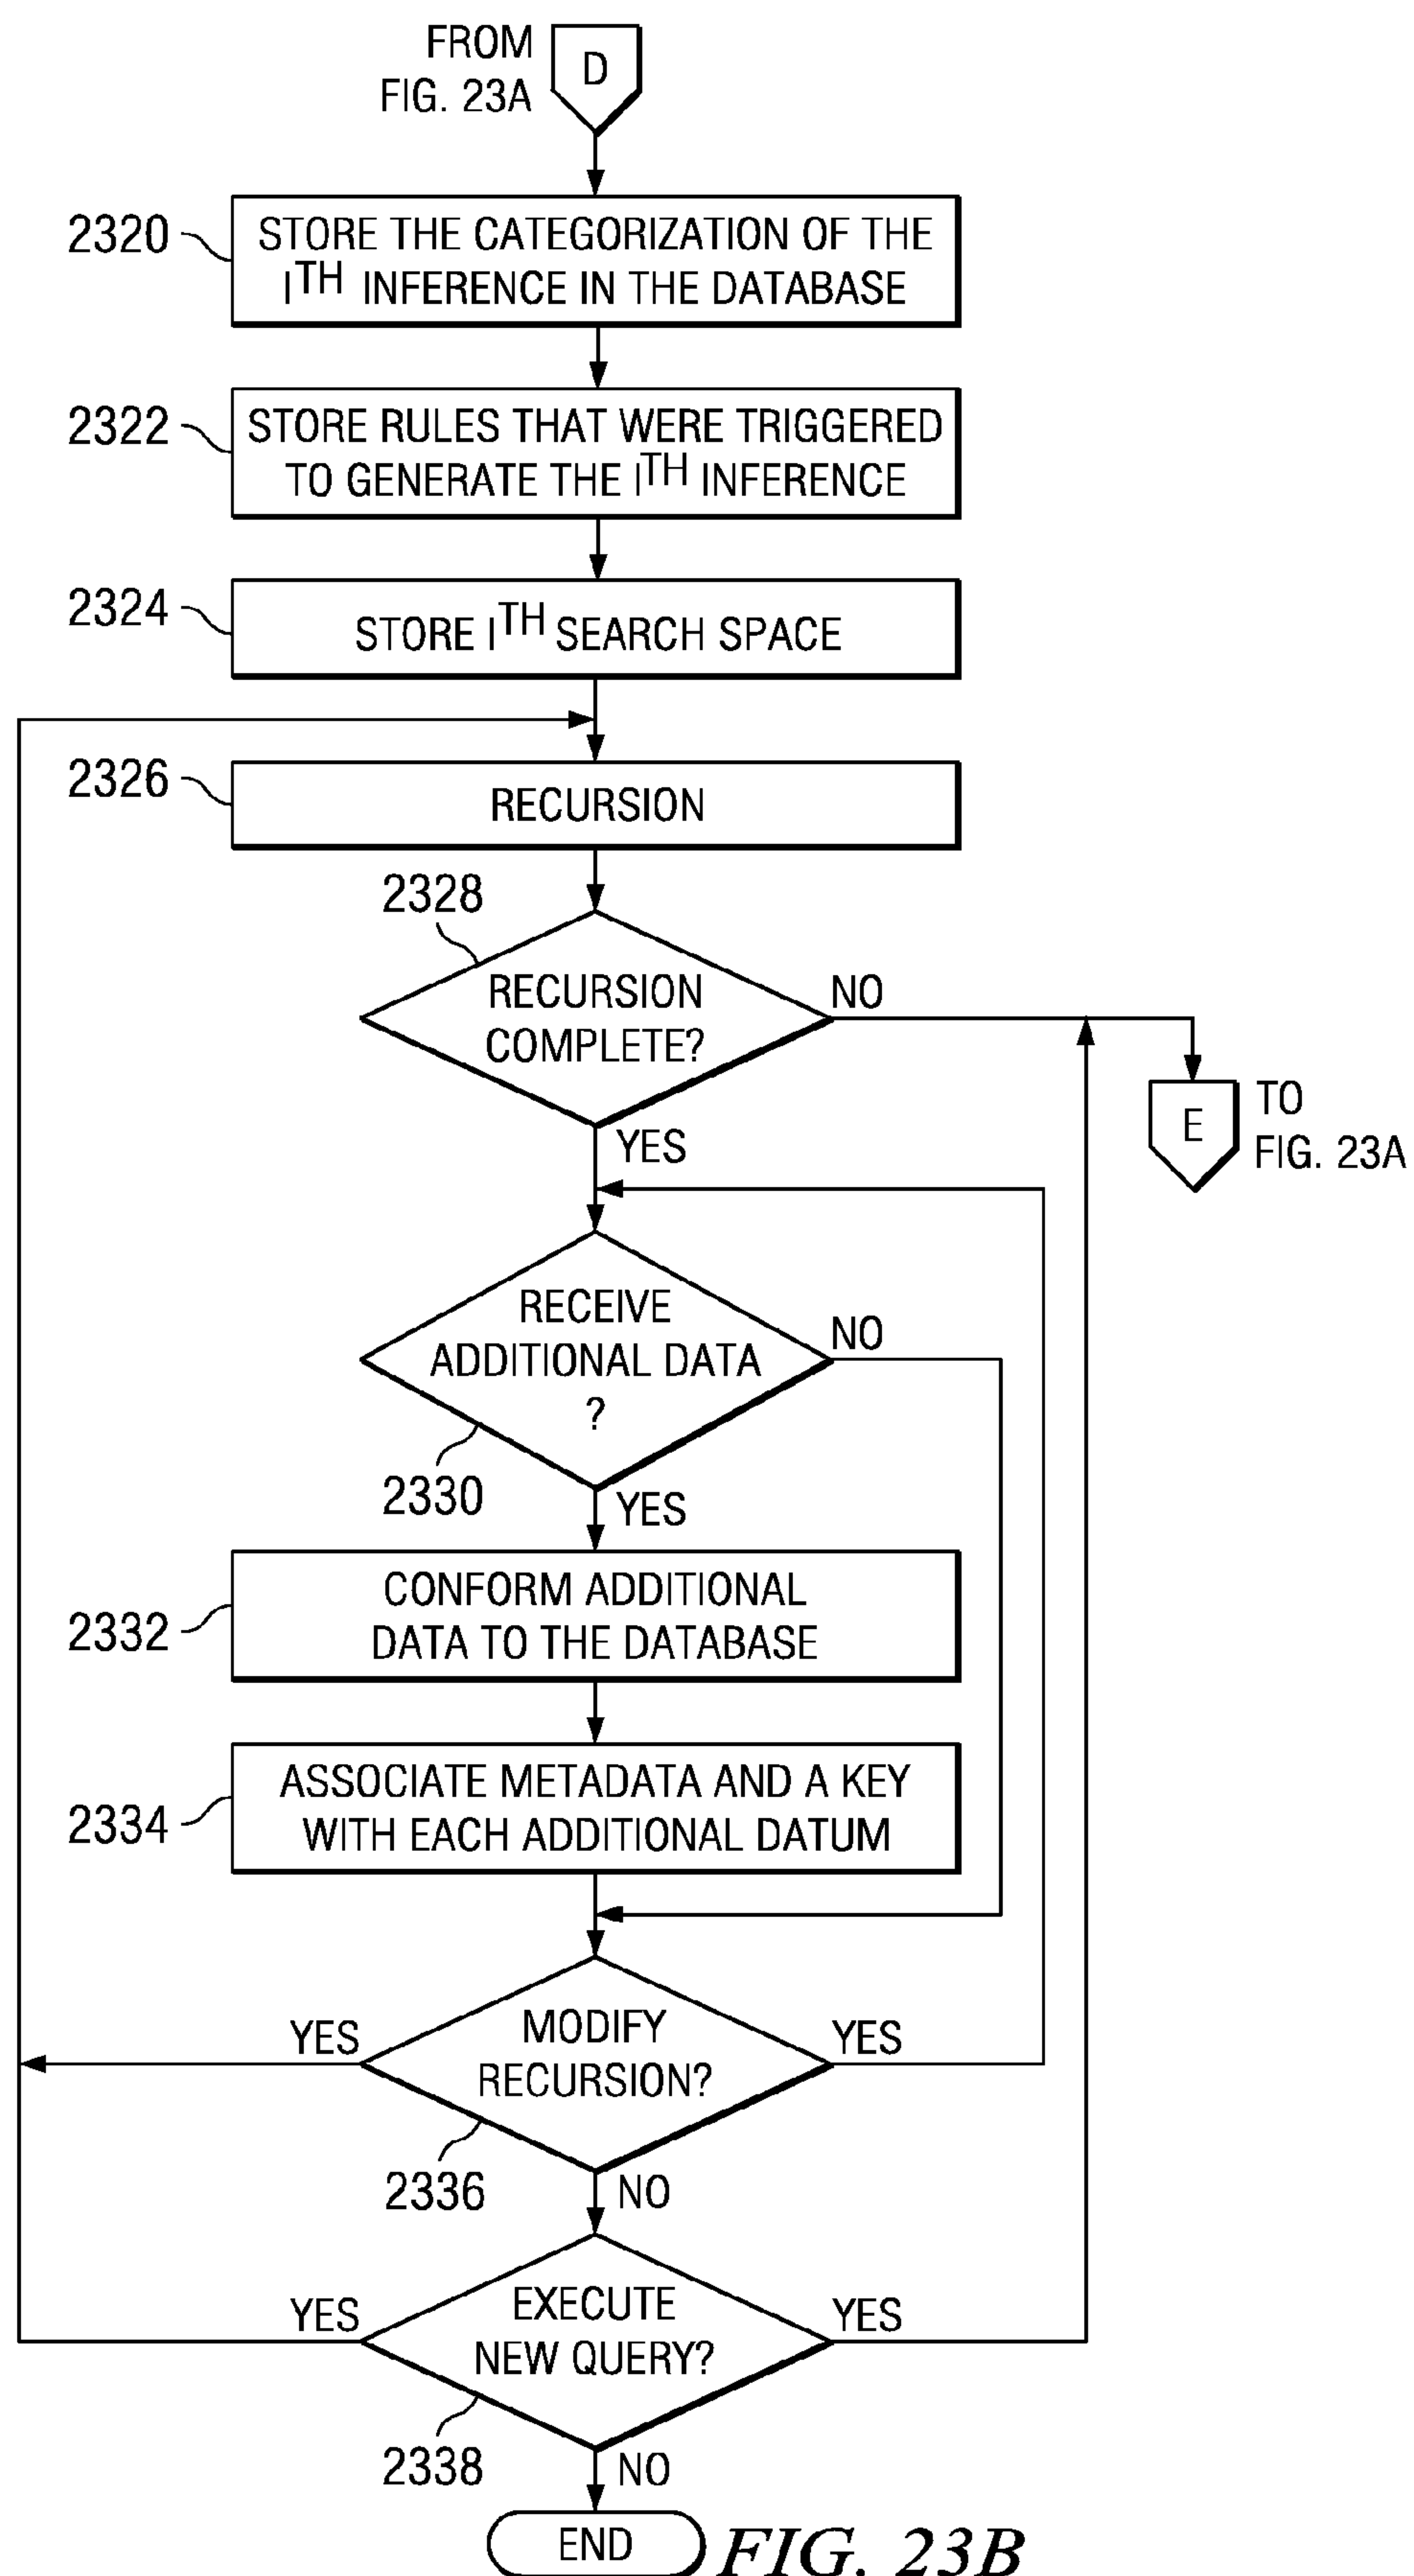 FROM
FIG. 23A
D
2320
STORE THE CATEGORIZATION OF THE
ITH INFERENCE IN THE DATABASE
2322
STORE RULES THAT WERE TRIGGERED
TO GENERATE THE ITH INFERENCE
2324
STORE ITH SEARCH SPACE
2326
RECURSION
2328
RECURSION
COMPLETE?
NO
YES
E
TO
FIG. 23A
RECEIVE
ADDITIONAL DATA
?
NO
2330
YES
2332
CONFORM ADDITIONAL
DATA TO THE DATABASE
2334
ASSOCIATE METADATA AND A KEY
WITH EACH ADDITIONAL DATUM
YES
MODIFY
RECURSION?
YES
2336
NO
YES
EXECUTE
NEW QUERY?
YES
2338
NO
END
FIG. 23B